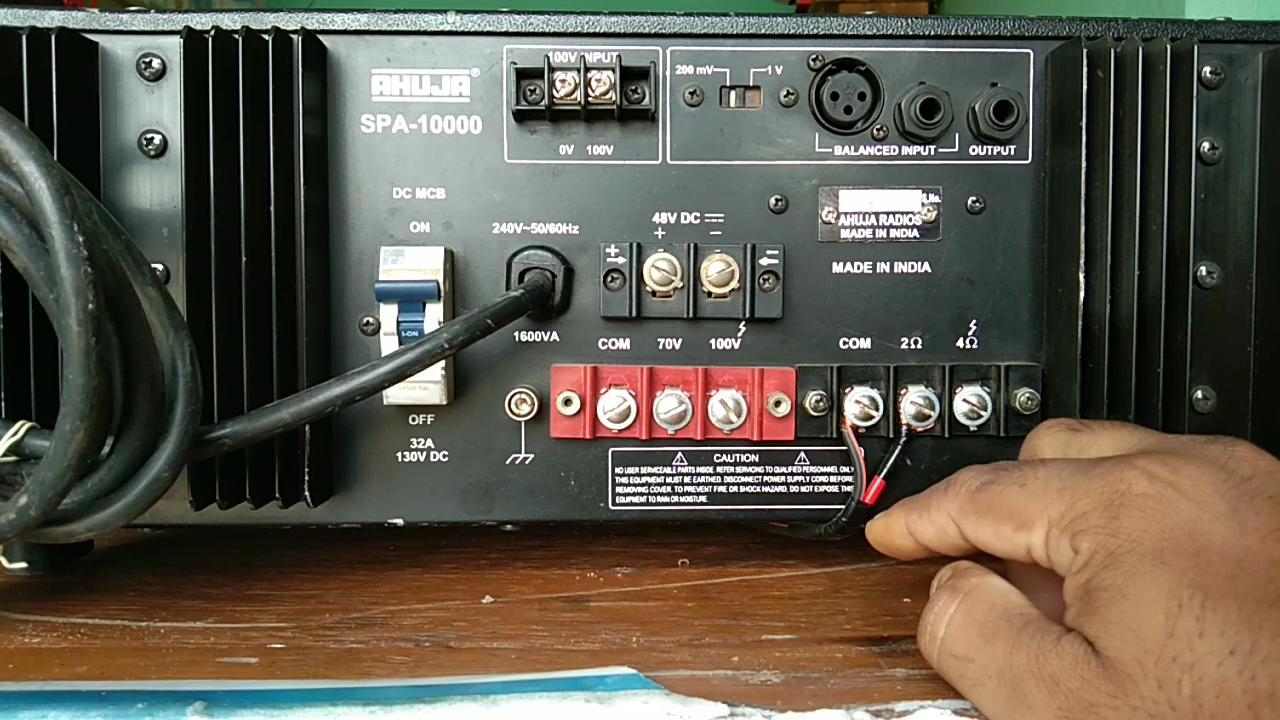 AHUJA®
SPA-10000
100V INPUT
0V 100V
200 mV
1 V
BALANCED INPUT
OUTPUT
DC MCB
ON
240V~50/60Hz
1600VA
48V DC
+ −
+
S.No.
AHUJA RADIOS
MADE IN INDIA
MADE IN INDIA
I-ON
OFF
32A
130V DC
COM 70V 100V
COM 2Ω 4Ω
CAUTION
NO USER SERVICEABLE PARTS INSIDE. REFER SERVICING TO QUALIFIED PERSONNEL ONLY.
THIS EQUIPMENT MUST BE EARTHED. DISCONNECT POWER SUPPLY CORD BEFORE
REMOVING COVER. TO PREVENT FIRE OR SHOCK HAZARD, DO NOT EXPOSE THIS
EQUIPMENT TO RAIN OR MOISTURE.